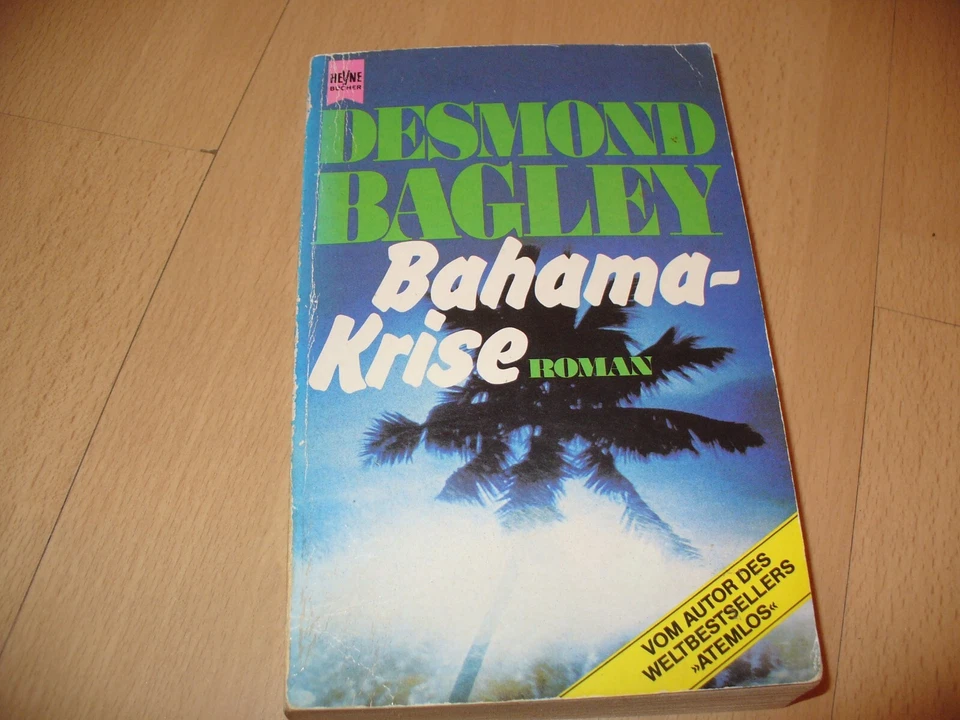 HEYNE
BÜCHER
DESMOND
BAGLEY
Bahama-
Krise
ROMAN
VOM AUTOR DES
WELTBESTSELLERS
»ATEMLOS«